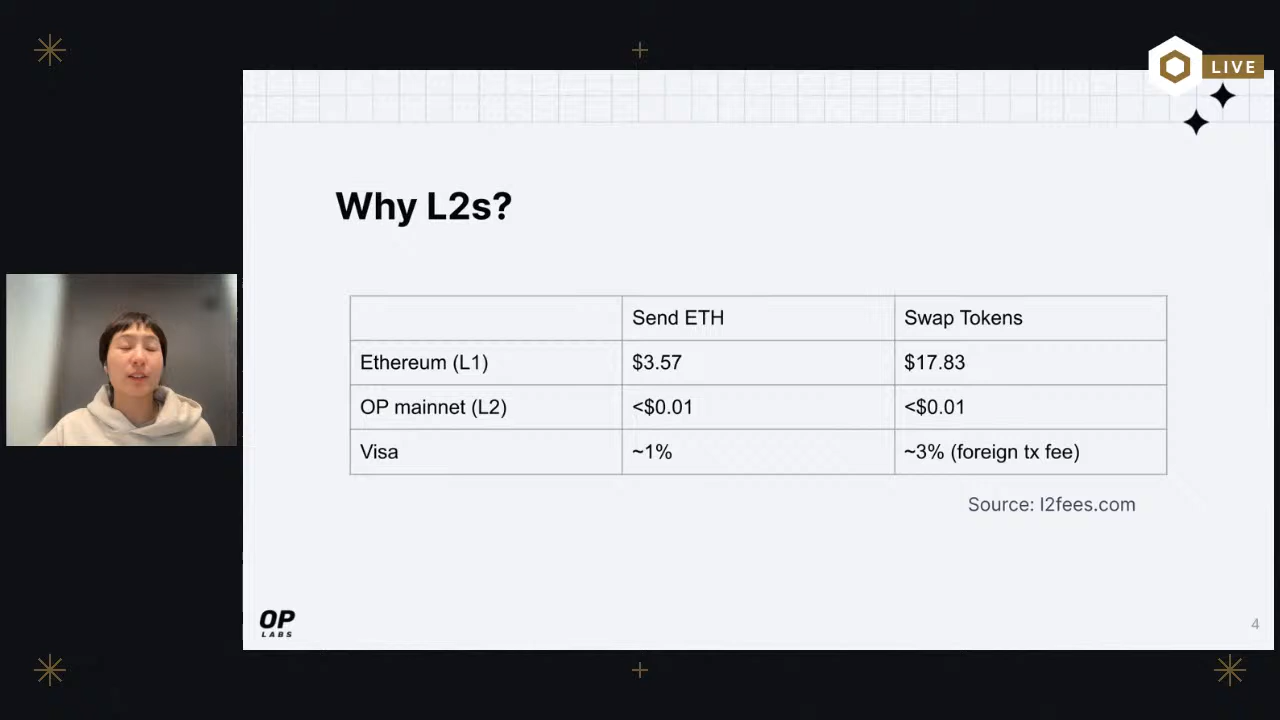 LIVE
Why L2s?
Send ETH Swap Tokens
Ethereum (L1) $3.57 $17.83
OP mainnet (L2) <$0.01 <$0.01
Visa ~1% ~3% (foreign tx fee)
Source: l2fees.com
OP
LABS
4